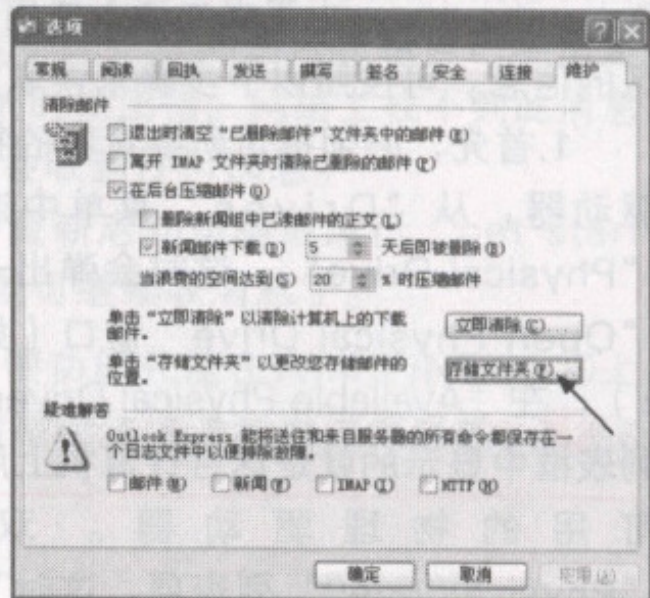 选项
常规 阅读 回执 发送 撰写 签名 安全 连接 维护
清除邮件
退出时清空“已删除邮件”文件夹中的邮件(E)
离开 IMAP 文件夹时清除已删除的邮件(P)
在后台压缩邮件(Q)
删除新闻组中已读邮件的正文(L)
新闻邮件下载(D) 5 天后即被删除(R)
当浪费的空间达到(S) 20 % 时压缩邮件
单击“立即清除”以清除计算机上的下载
邮件。
立即清除(C)...
单击“存储文件夹”以更改您存储邮件的
位置。
存储文件夹(F)...
疑难解答
Outlook Express 能将送往和来自服务器的所有命令都保存在一
个日志文件中以便排除故障。
邮件(M) 新闻(W) IMAP(I) HTTP(H)
确定 取消 应用(A)